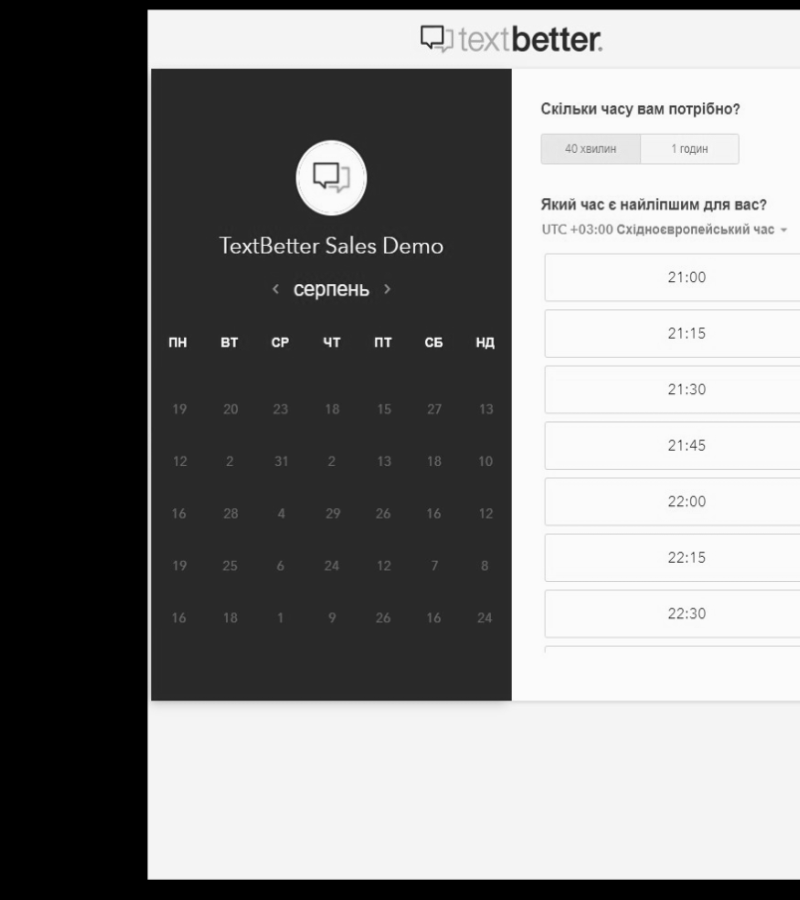 textbetter.
TextBetter Sales Demo
‹ серпень ›
ПН ВТ СР ЧТ ПТ СБ НД
19 20 23 18 15 27 13
12 2 31 2 13 18 10
16 28 4 29 26 16 12
19 25 6 24 12 7 8
16 18 1 9 26 16 24
Скільки часу вам потрібно?
40 хвилин 1 годин
Який час є найліпшим для вас?
UTC +03:00 Східноєвропейський час
21:00
21:15
21:30
21:45
22:00
22:15
22:30